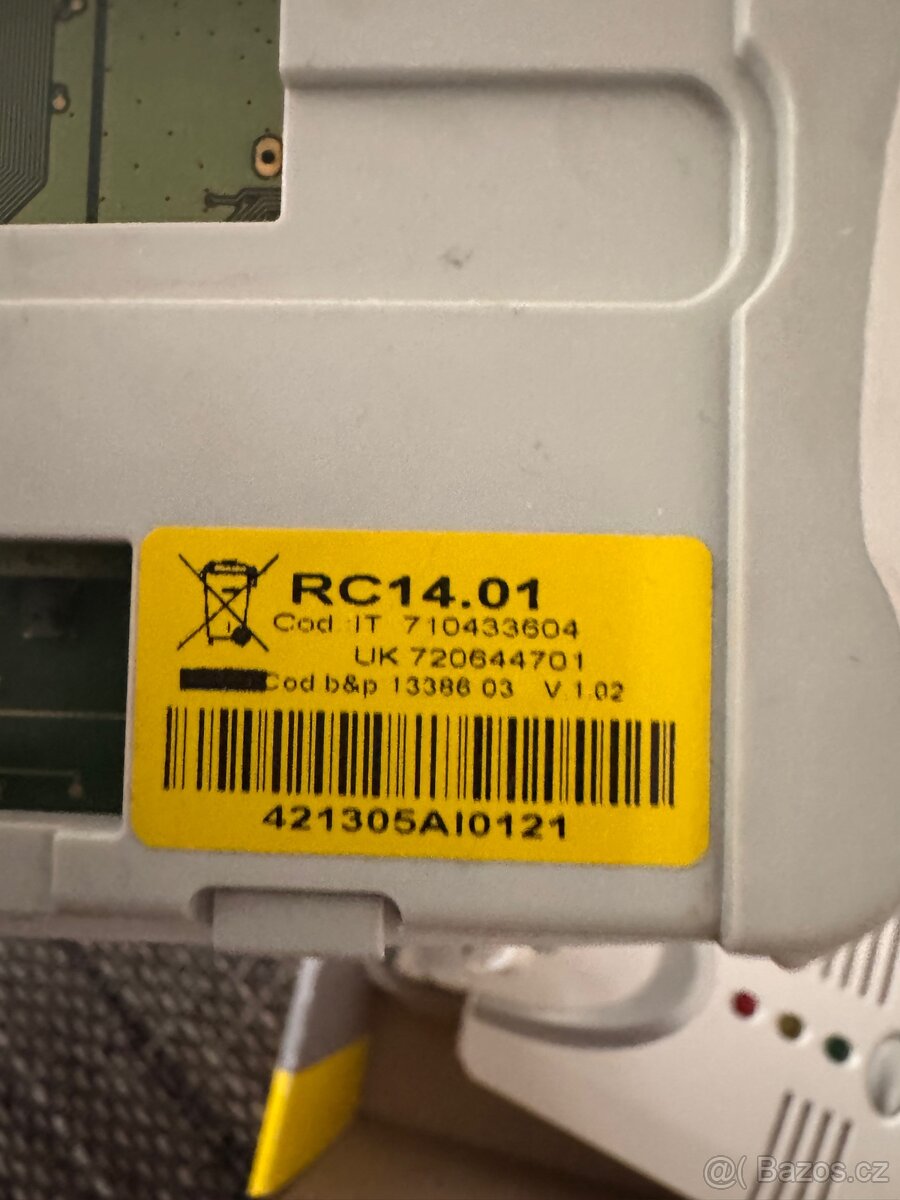 RC14.01
Cod. IT 710433604
UK 720644701
Cod b&p 13386 03 V.1.02
421305AI0121
@( Bazos.cz